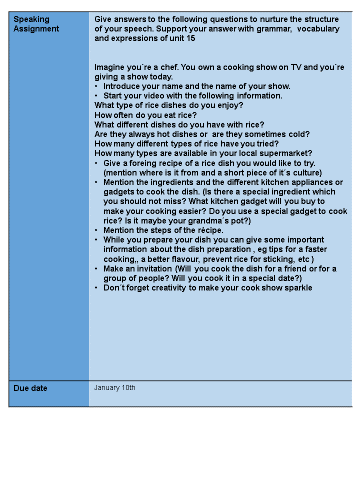 Speaking Assignment
Give answers to the following questions to nurture the structure
of your speech. Support your answer with grammar, vocabulary
and expressions of unit 15
Imagine you´re a chef. You own a cooking show on TV and you´re
giving a show today.
• Introduce your name and the name of your show.
• Start your video with the following information.
What type of rice dishes do you enjoy?
How often do you eat rice?
What different dishes do you have with rice?
Are they always hot dishes or are they sometimes cold?
How many different types of rice have you tried?
How many types are available in your local supermarket?
• Give a foreing recipe of a rice dish you would like to try.
(mention where is it from and a short piece of it´s culture)
• Mention the ingredients and the different kitchen appliances or
gadgets to cook the dish. (Is there a special ingredient which
you should not miss? What kitchen gadget will you buy to
make your cooking easier? Do you use a special gadget to cook
rice? Is it maybe your grandma´s pot?)
• Mention the steps of the récipe.
• While you prepare your dish you can give some important
information about the dish preparation , eg tips for a faster
cooking,, a better flavour, prevent rice for sticking, etc )
• Make an invitation (Will you cook the dish for a friend or for a
group of people? Will you cook it in a special date?)
• Don´t forget creativity to make your cook show sparkle
Due date
January 10th